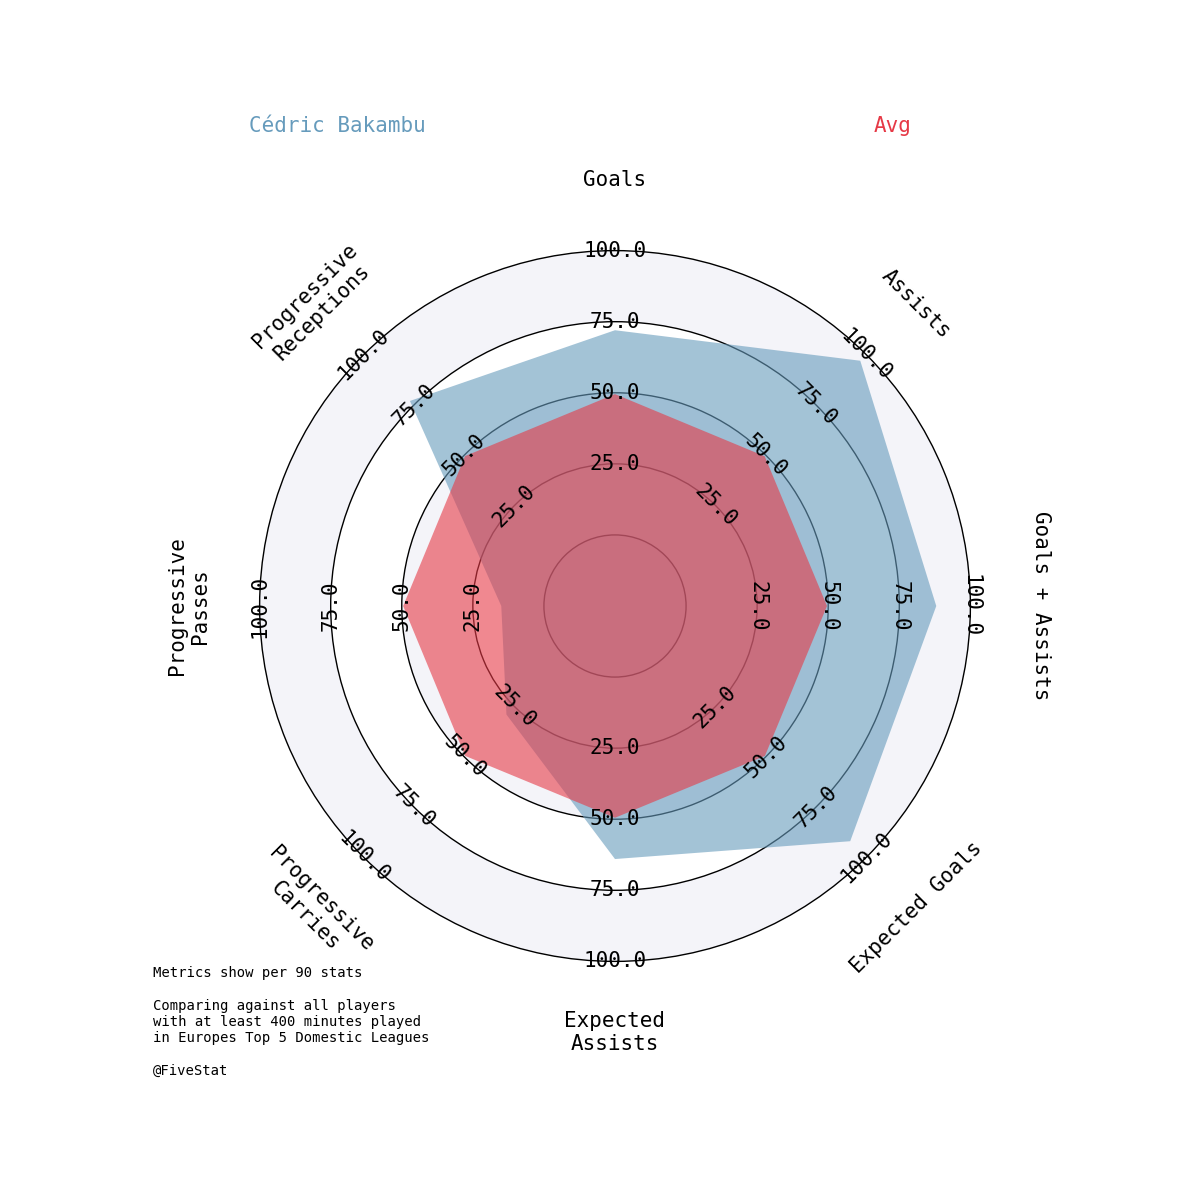 Cédric Bakambu
Avg
Goals
Assists
Goals + Assists
Expected Goals
Expected
Assists
Progressive
Carries
Progressive
Passes
Progressive
Receptions
25.0
50.0
75.0
100.0
25.0
50.0
75.0
100.0
25.0
50.0
75.0
100.0
25.0
50.0
75.0
100.0
25.0
50.0
75.0
100.0
25.0
50.0
75.0
100.0
25.0
50.0
75.0
100.0
25.0
50.0
75.0
100.0
Metrics show per 90 stats
Comparing against all players
with at least 400 minutes played
in Europes Top 5 Domestic Leagues
@FiveStat